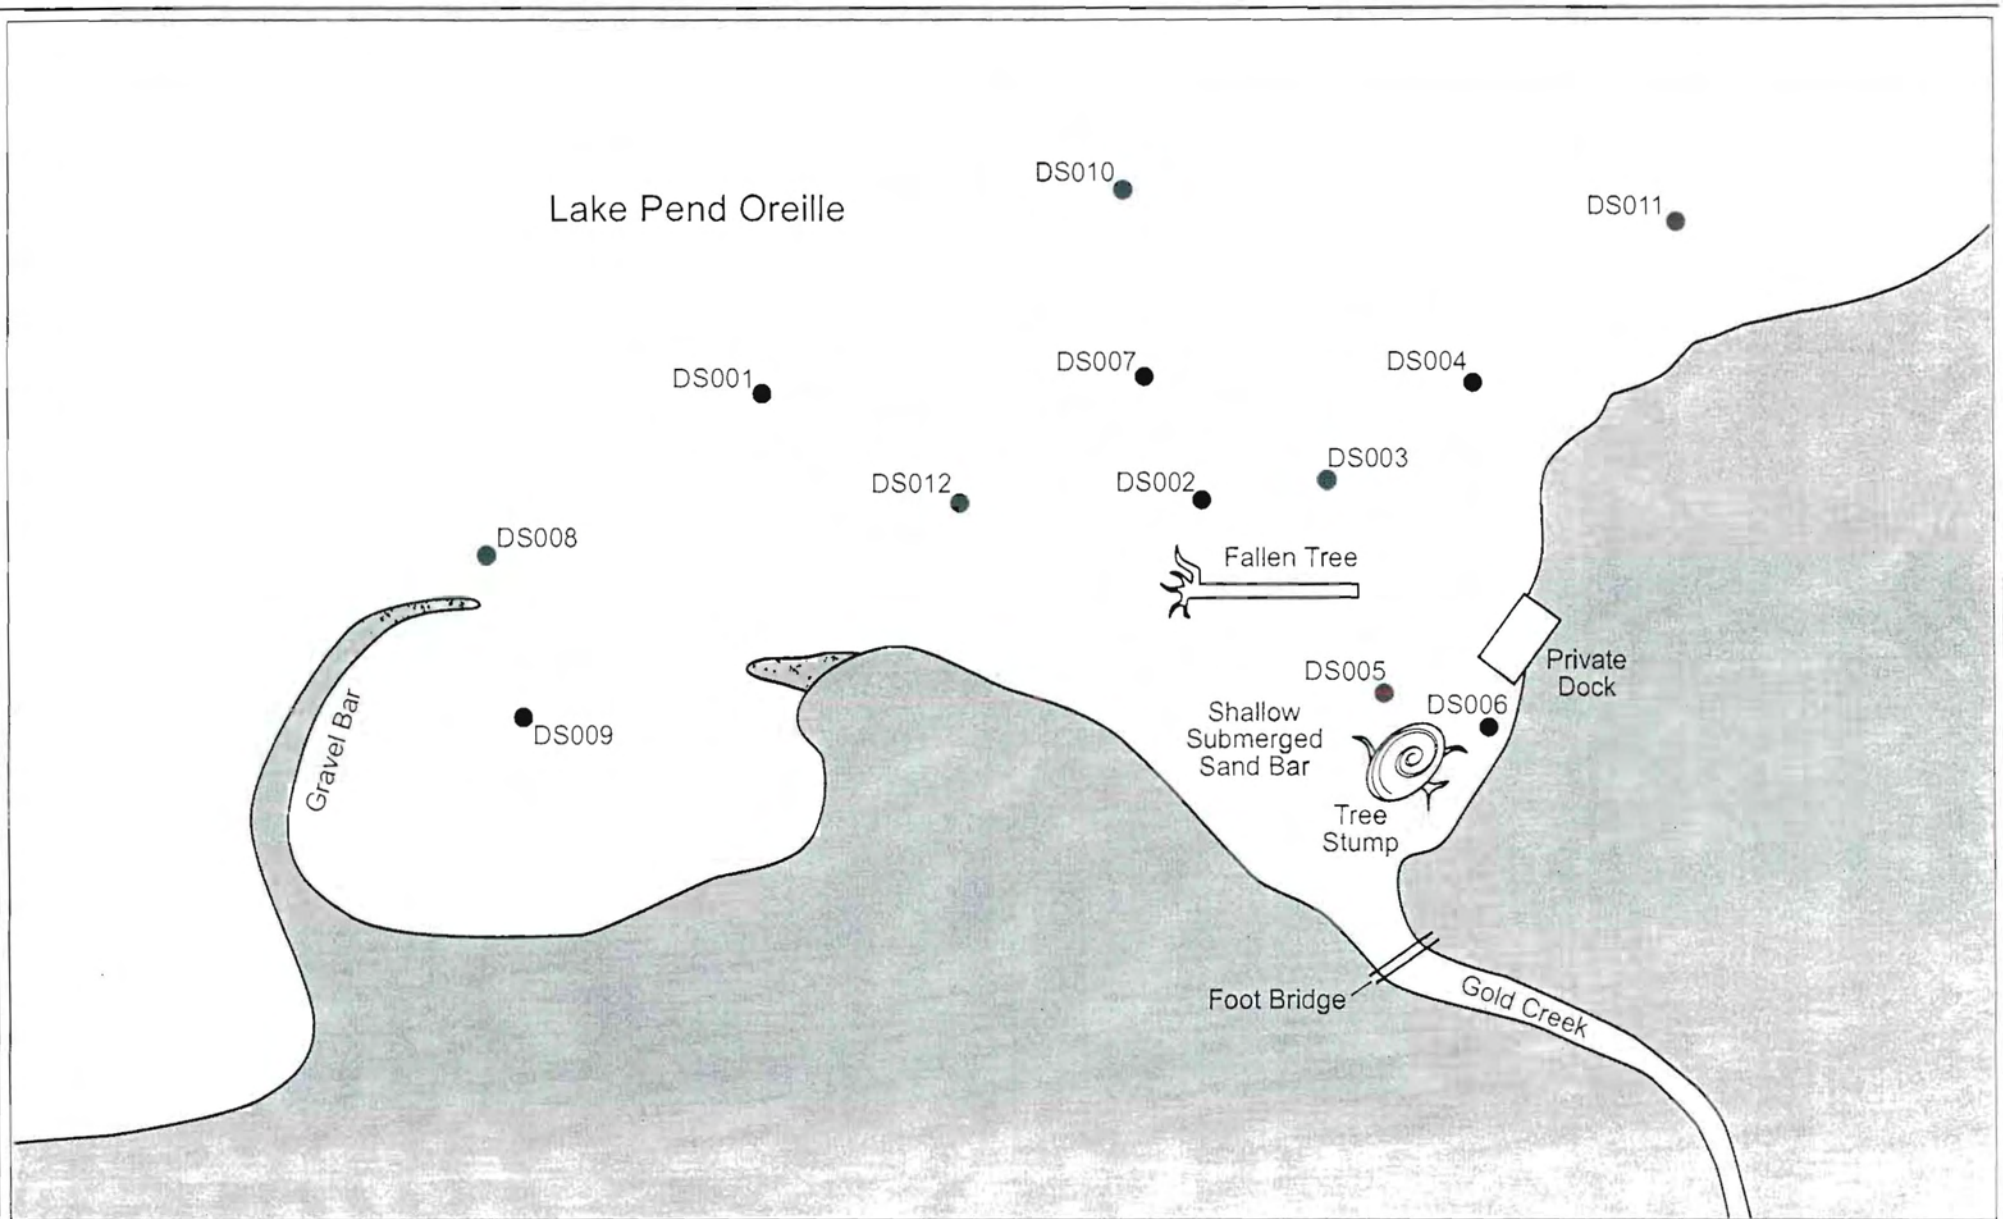 DS010
Lake Pend Oreille
DS011
DS007
DS004
DS001
DS003
DS012
DS002
DS008
Fallen Tree
Private
Dock
DS005
DS006
Shallow
Submerged
Sand Bar
DS009
Gravel Bar
Tree
Stump
Foot Bridge
Gold Creek